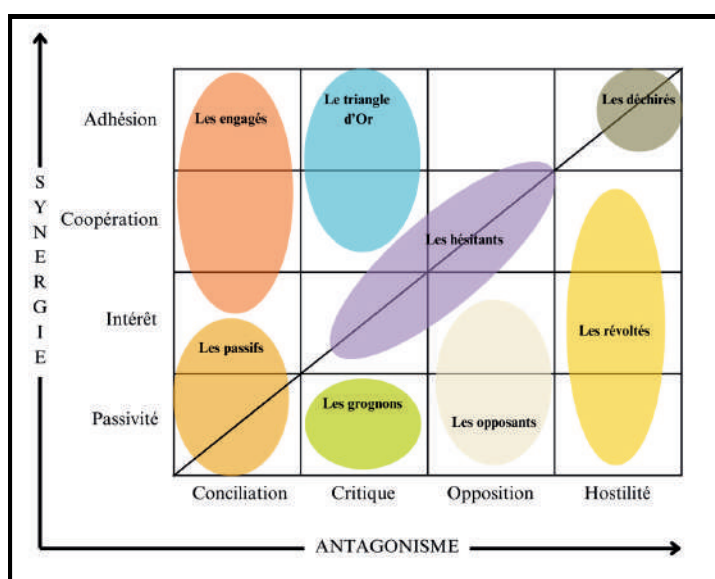 SYNERGIE
Adhésion
Coopération
Intérêt
Passivité
Les engagés
Le triangle
d'Or
Les déchirés
Les hésitants
Les passifs
Les révoltés
Les grognons
Les opposants
Conciliation
Critique
Opposition
Hostilité
ANTAGONISME